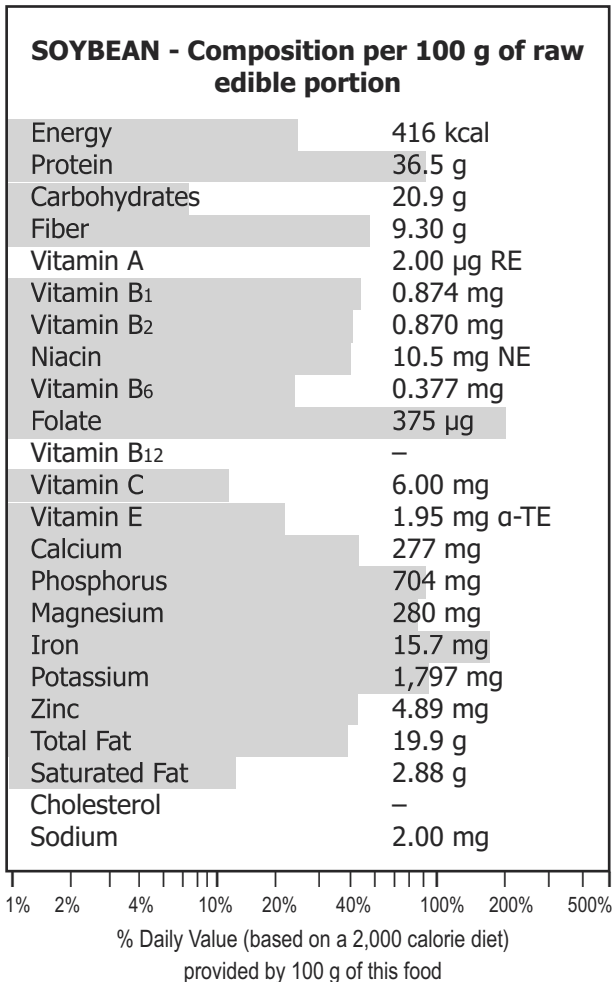 SOYBEAN - Composition per 100 g of raw
edible portion
Energy 416 kcal
Protein 36.5 g
Carbohydrates 20.9 g
Fiber 9.30 g
Vitamin A 2.00 µg RE
Vitamin B1 0.874 mg
Vitamin B2 0.870 mg
Niacin 10.5 mg NE
Vitamin B6 0.377 mg
Folate 375 µg
Vitamin B12 –
Vitamin C 6.00 mg
Vitamin E 1.95 mg α-TE
Calcium 277 mg
Phosphorus 704 mg
Magnesium 280 mg
Iron 15.7 mg
Potassium 1,797 mg
Zinc 4.89 mg
Total Fat 19.9 g
Saturated Fat 2.88 g
Cholesterol –
Sodium 2.00 mg
1% 2% 4% 10% 20% 40% 100% 200% 500%
% Daily Value (based on a 2,000 calorie diet)
provided by 100 g of this food